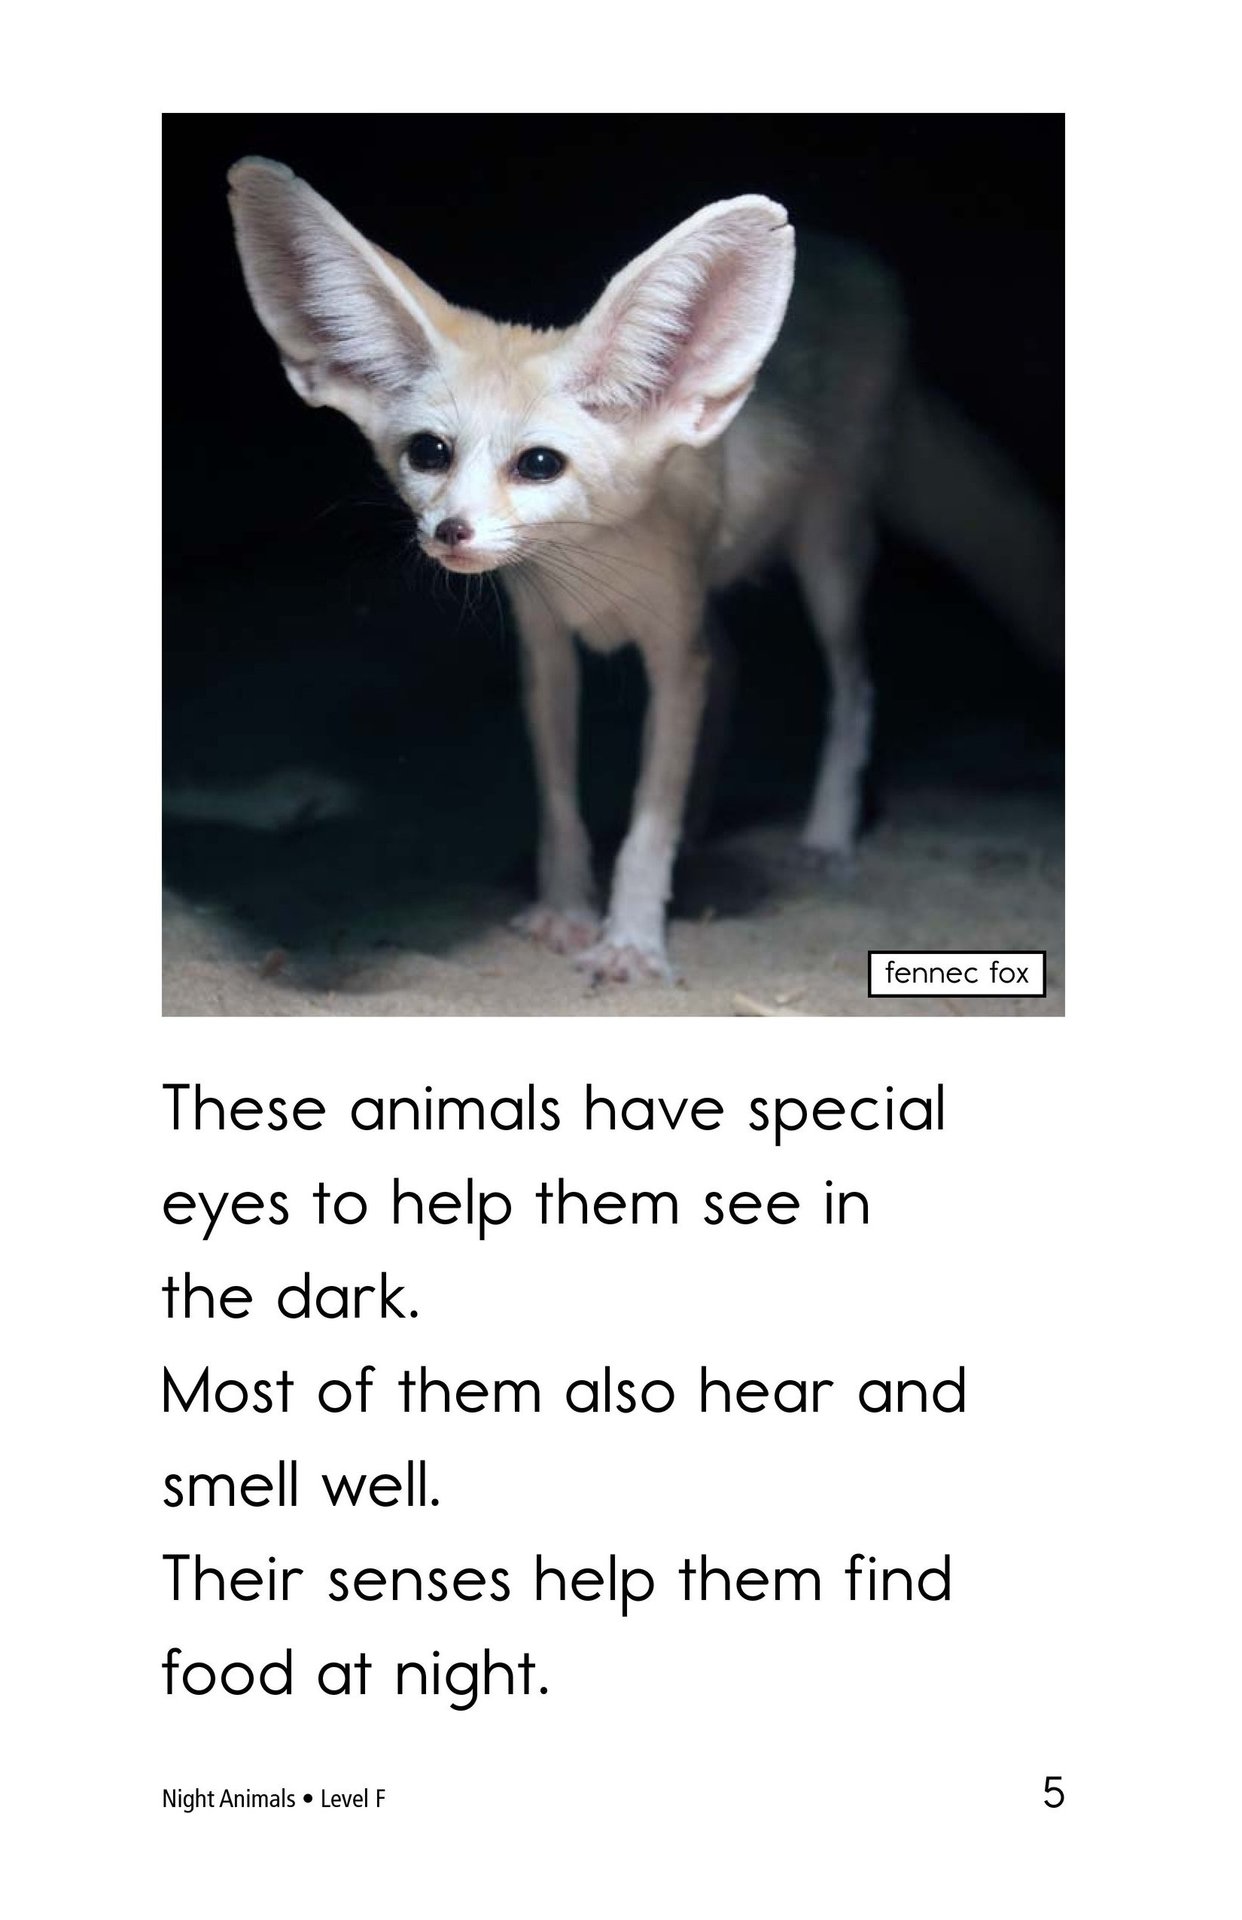 fennec fox
These animals have special
eyes to help them see in
the dark.
Most of them also hear and
smell well.
Their senses help them find
food at night.
Night Animals • Level F
5